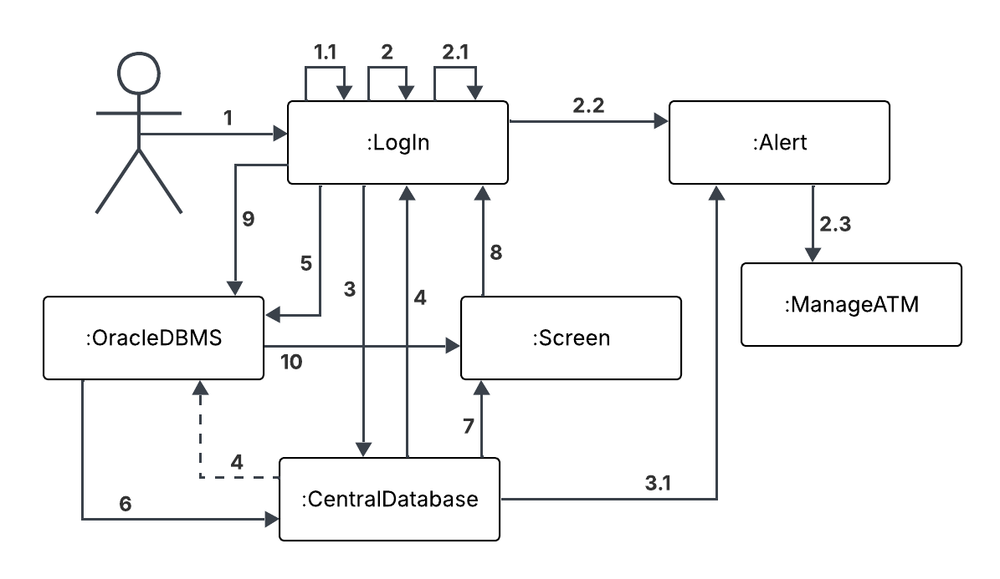 1.1
2
2.1
2.2
1
:LogIn
:Alert
9
2.3
5
8
3
4
:ManageATM
:OracleDBMS
:Screen
10
7
4
3.1
:CentralDatabase
6